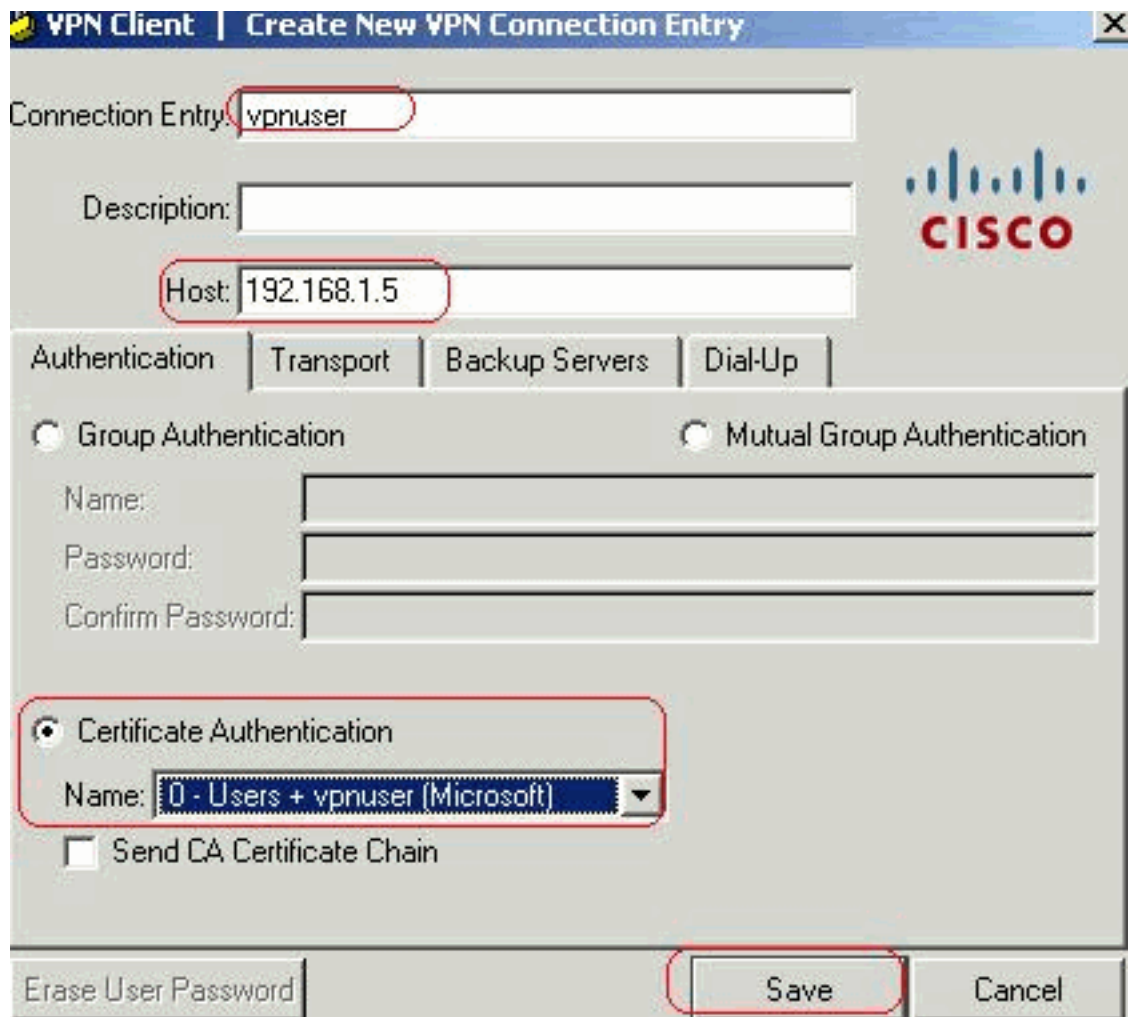 VPN Client | Create New VPN Connection Entry
Connection Entry: vpnuser
Description:
CISCO
Host: 192.168.1.5
Authentication Transport Backup Servers Dial-Up
Group Authentication Mutual Group Authentication
Name:
Password:
Confirm Password:
Certificate Authentication
Name: 0 - Users + vpnuser (Microsoft)
Send CA Certificate Chain
Erase User Password Save Cancel